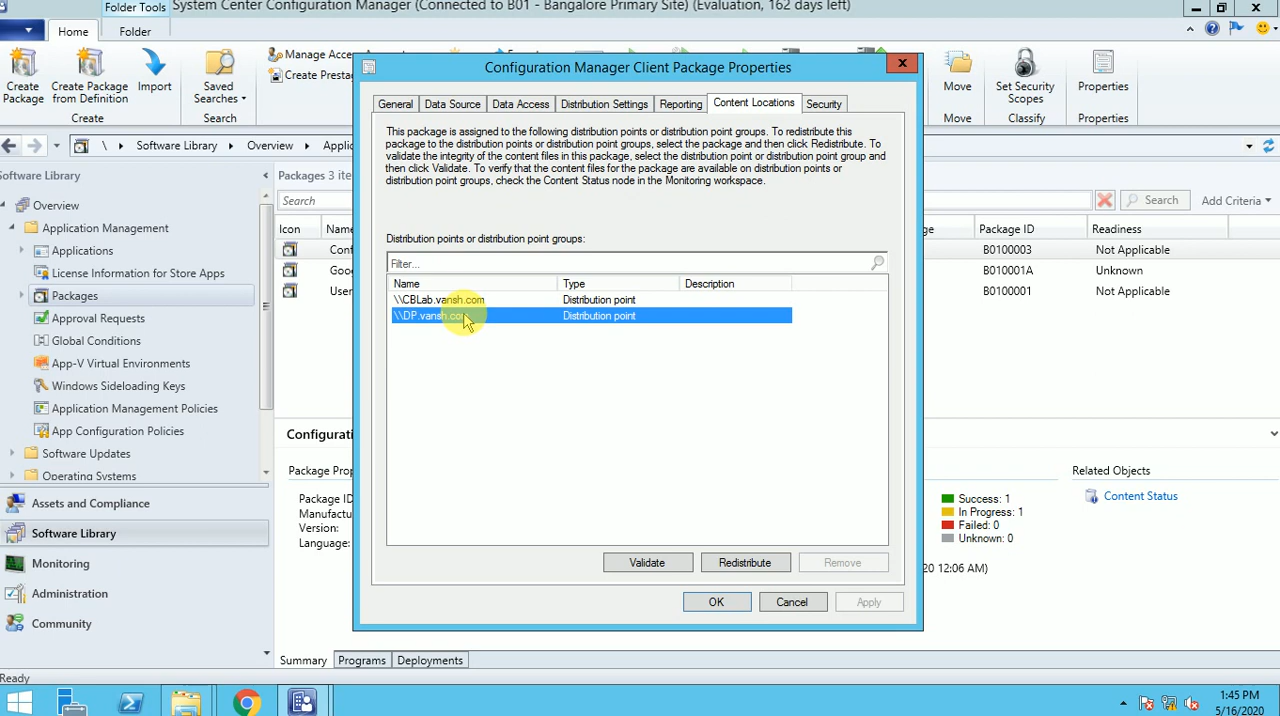 Folder Tools
System Center Configuration Manager (Connected to B01 - Bangalore Primary Site) (Evaluation, 162 days left)
Home
Folder
Create Package
Create Package from Definition
Import
Saved Searches
Manage Acce
Create Prestag
Move
Set Security Scopes
Properties
Create
Search
Move
Classify
Properties
\ Software Library
Overview
Applic
Software Library
Overview
Application Management
Applications
License Information for Store Apps
Packages
Approval Requests
Global Conditions
App-V Virtual Environments
Windows Sideloading Keys
Application Management Policies
App Configuration Policies
Software Updates
Operating Systems
Assets and Compliance
Software Library
Monitoring
Administration
Community
Ready
Packages 3 ite
Search
Search
Add Criteria
Icon
Name
ge
Package ID
Readiness
Conf
B0100003
Not Applicable
Goo
B010001A
Unknown
User
B0100001
Not Applicable
Configurati
Package Prop
Package ID
Manufactu
Version:
Language:
Success: 1
In Progress: 1
Failed: 0
Unknown: 0
20 12:06 AM)
Related Objects
Content Status
Summary
Programs
Deployments
Configuration Manager Client Package Properties
General
Data Source
Data Access
Distribution Settings
Reporting
Content Locations
Security
This package is assigned to the following distribution points or distribution point groups. To redistribute this
package to the distribution points or distribution point groups, select the package and then click Redistribute. To
validate the integrity of the content files in this package, select the distribution point or distribution point group and
then click Validate. To verify that the content files for the package are available on distribution points or
distribution point groups, check the Content Status node in the Monitoring workspace.
Distribution points or distribution point groups:
Filter...
Name
Type
Description
\\CBLab.vansh.com
Distribution point
\\DP.vansh.com
Distribution point
Validate
Redistribute
Remove
OK
Cancel
Apply
1:45 PM
5/16/2020